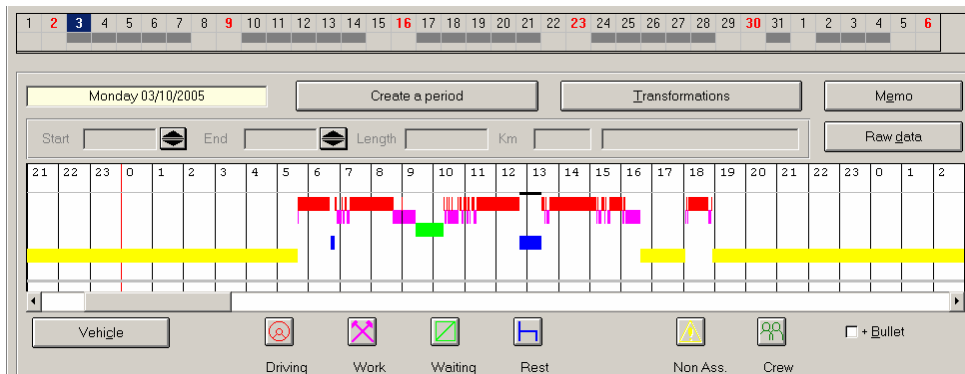 1 2 3 4 5 6 7 8 9 10 11 12 13 14 15 16 17 18 19 20 21 22 23 24 25 26 27 28 29 30 31 1 2 3 4 5 6
Monday 03/10/2005 Create a period Transformations Memo
Start End Length Km Raw data
21 22 23 0 1 2 3 4 5 6 7 8 9 10 11 12 13 14 15 16 17 18 19 20 21 22 23 0 1 2
Vehicle + Bullet
Driving Work Waiting Rest Non Ass. Crew